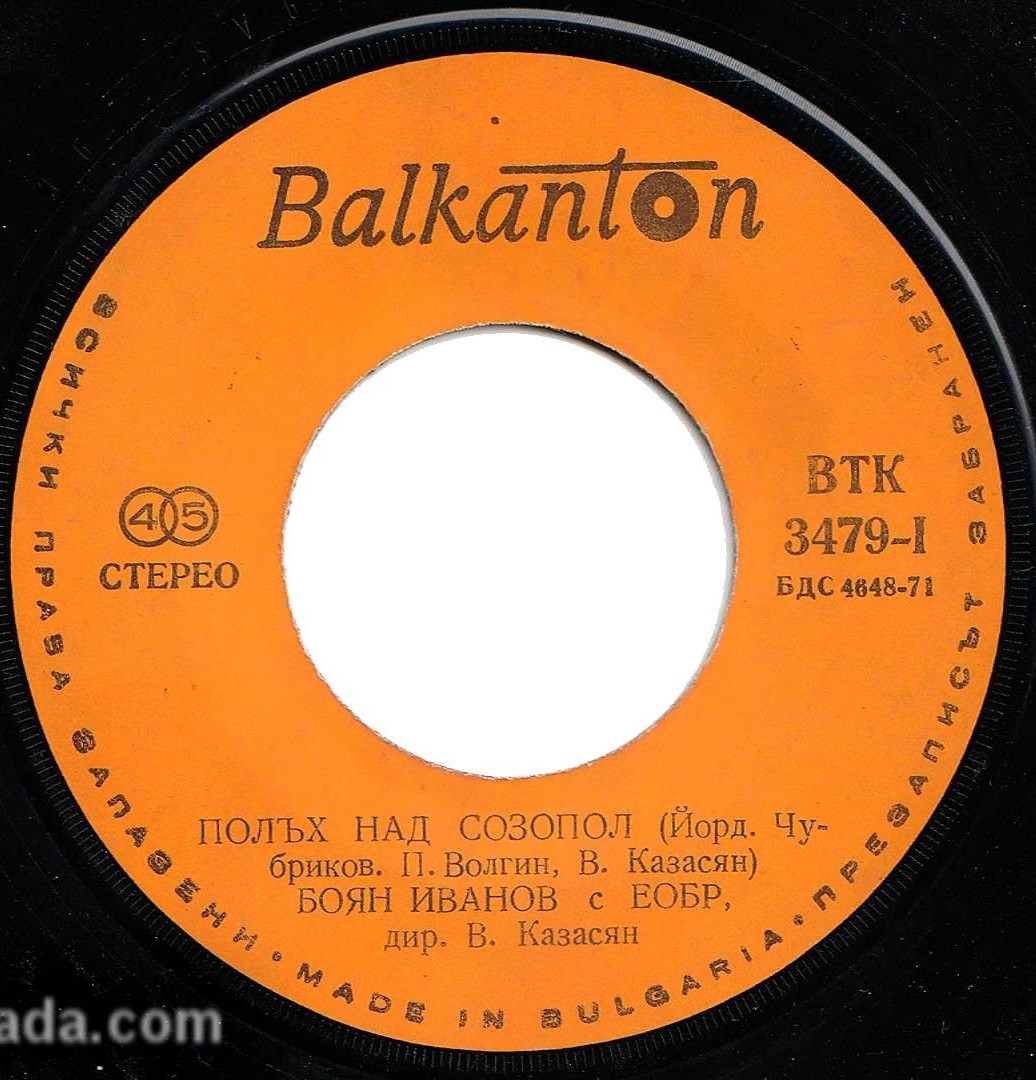 Balkanton
ВСИЧКИ ПРАВА ЗАПАЗЕНИ • MADE IN BULGARIA • ПРЕЗАПИСЪТ ЗАБРАНЕН
45
СТЕРЕО
ВТК
3479-I
БДС 4648-71
ПОЛЪХ НАД СОЗОПОЛ (Йорд. Чу-
бриков. П. Волгин, В. Казасян)
БОЯН ИВАНОВ с ЕОБР,
дир. В. Казасян
ada.com